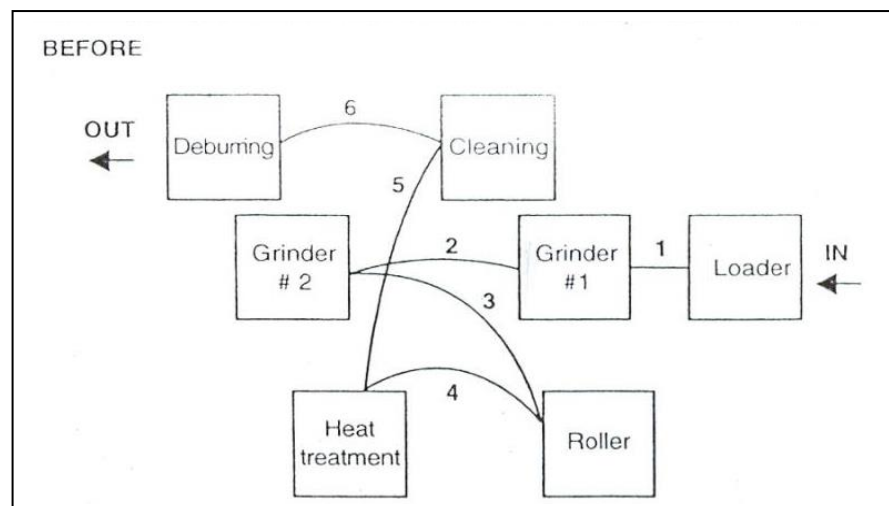 BEFORE
6
OUT
Deburring
5
Cleaning
Grinder
# 2
2
Grinder
#1
1
Loader
IN
3
4
Heat
treatment
Roller